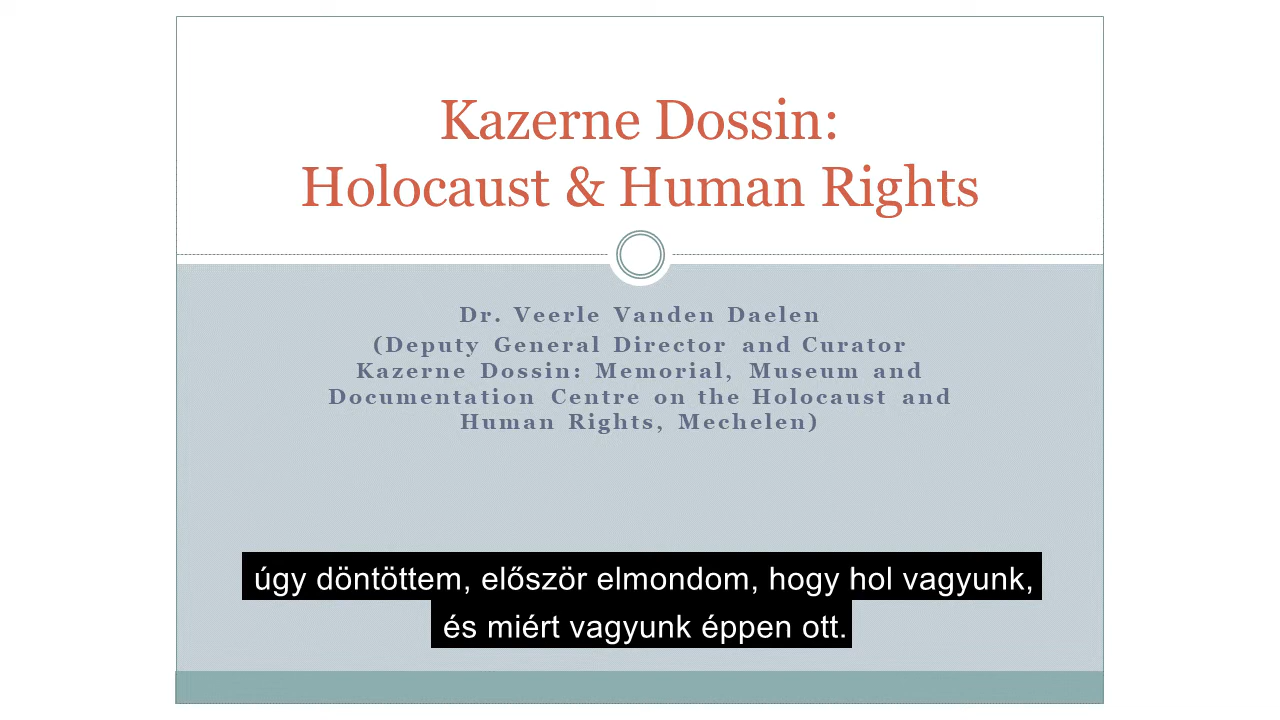 Kazerne Dossin:
Holocaust & Human Rights
Dr. Veerle Vanden Daelen
(Deputy General Director and Curator
Kazerne Dossin: Memorial, Museum and
Documentation Centre on the Holocaust and
Human Rights, Mechelen)
úgy döntöttem, először elmondom, hogy hol vagyunk,
és miért vagyunk éppen ott.